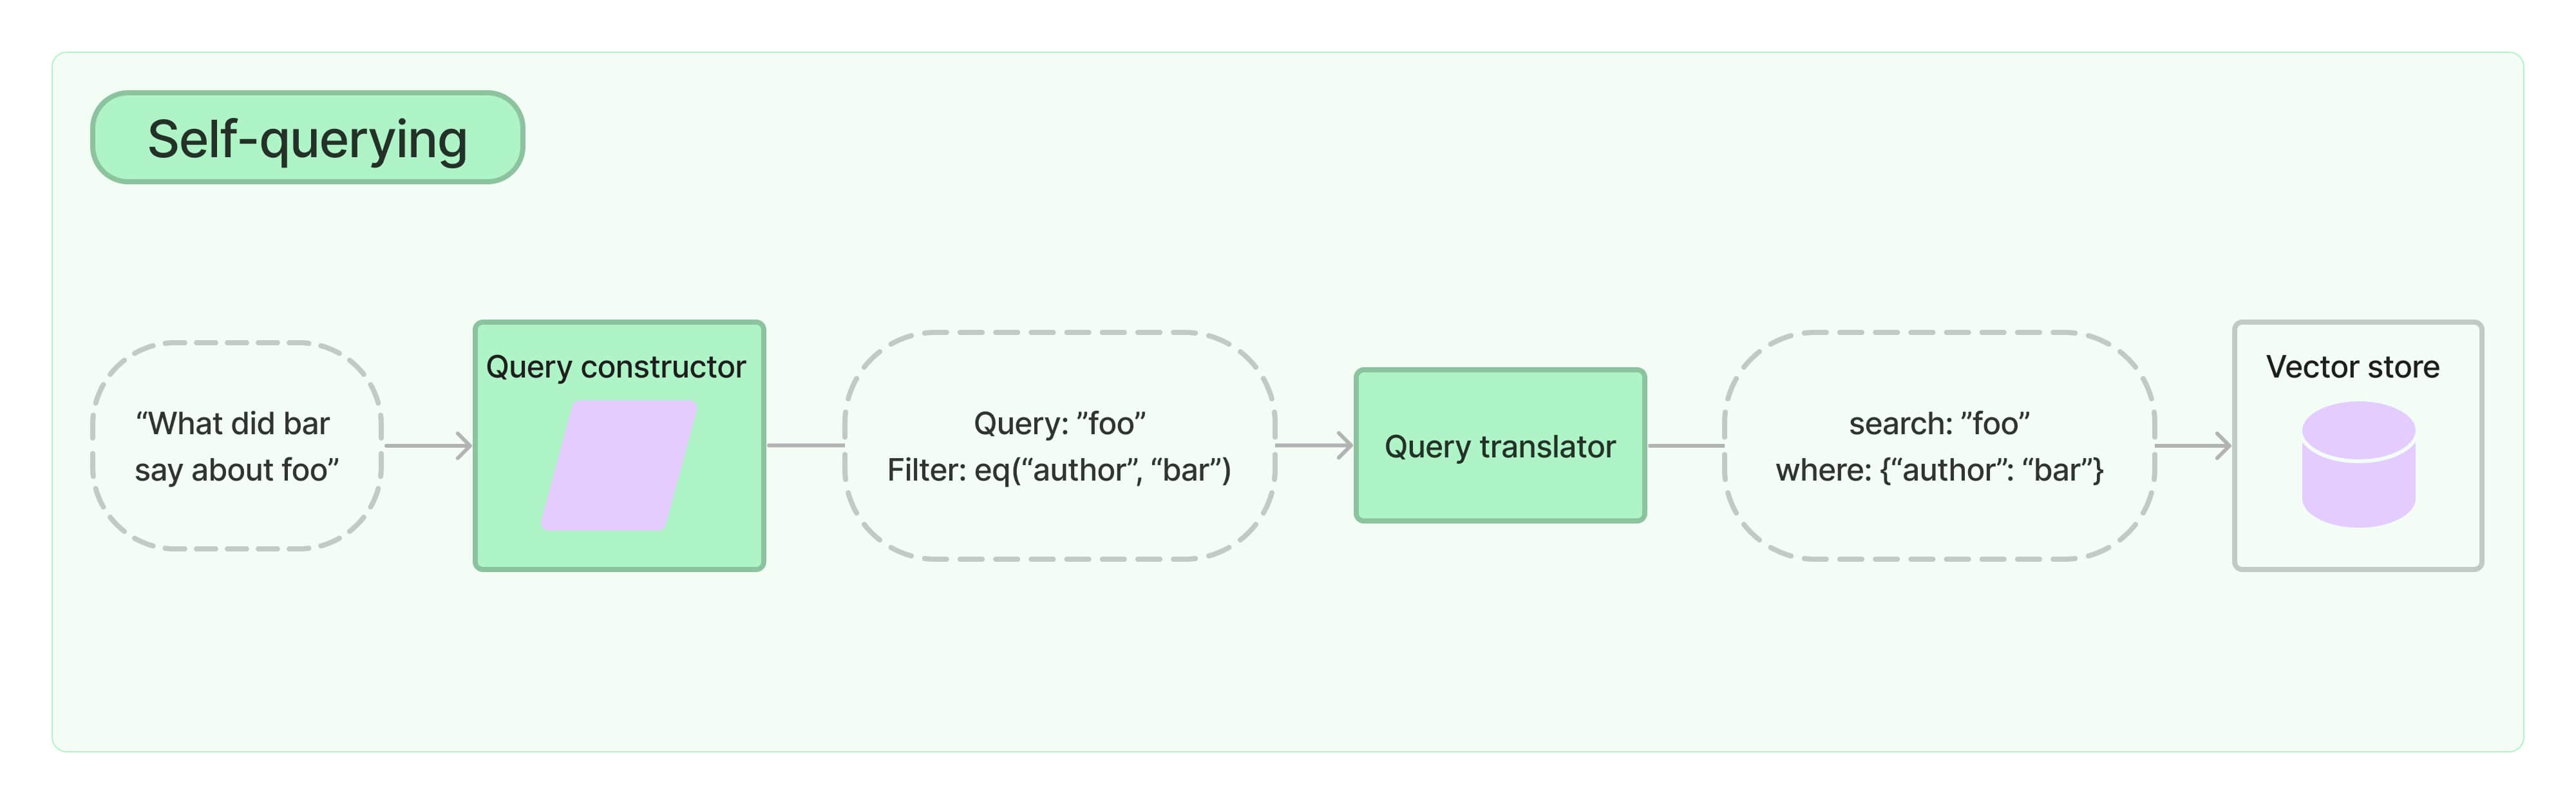 Self-querying
“What did bar
say about foo”
Query constructor
Query: ”foo”
Filter: eq(“author”, “bar”)
Query translator
search: ”foo”
where: {“author”: “bar”}
Vector store